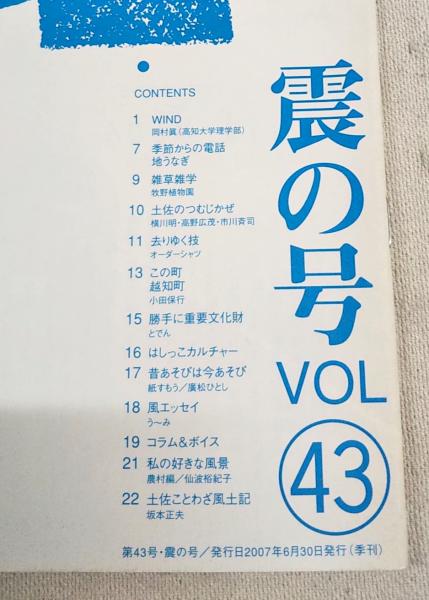 CONTENTS
1 WIND
岡村眞(高知大学理学部)
7 季節からの電話
地うなぎ
9 雑草雑学
牧野植物園
10 土佐のつむじかぜ
横川明・高野広茂・市川斉司
11 去りゆく技
オーダーシャツ
13 この町
越知町
小田保行
15 勝手に重要文化財
とでん
16 はしっこカルチャー
17 昔あそびは今あそび
紙すもう/廣松ひとし
18 風エッセイ
う〜み
19 コラム&ボイス
21 私の好きな風景
農村編/仙波裕紀子
22 土佐ことわざ風土記
坂本正夫
震の号
VOL
43
第43号・震の号/発行日2007年6月30日発行(季刊)